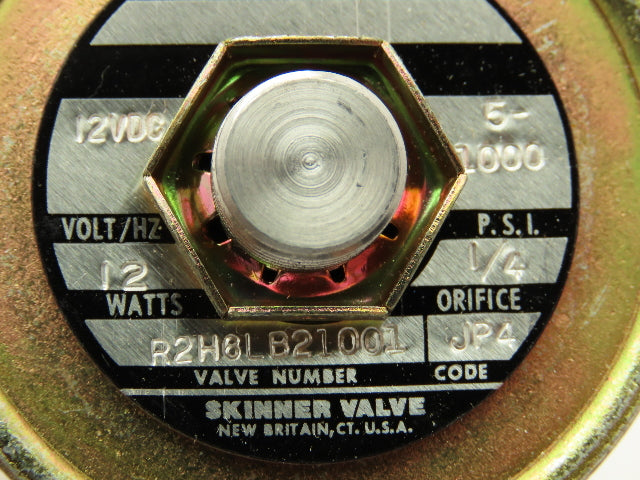 12VDC 5-
1000
VOLT/HZ P.S.I.
12 1/4
WATTS ORIFICE
R2H8LB21001 JP4
VALVE NUMBER CODE
SKINNER VALVE
NEW BRITAIN, CT. U.S.A.